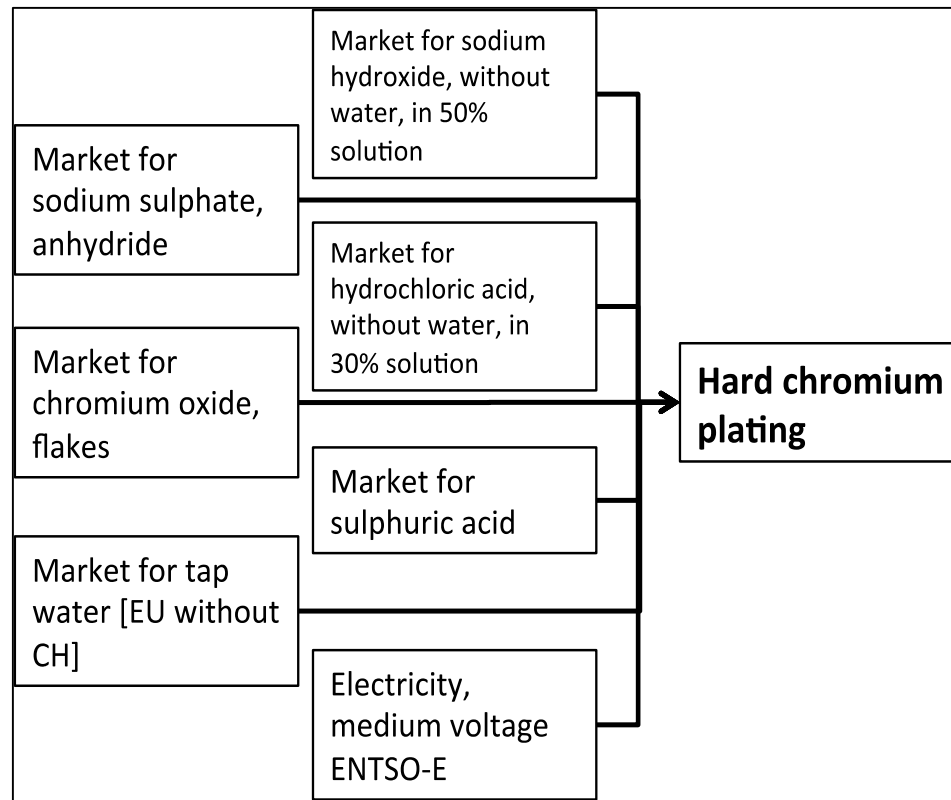 Market for sodium
hydroxide, without
water, in 50%
solution
Market for
sodium sulphate,
anhydride
Market for
hydrochloric acid,
without water, in
30% solution
Market for
chromium oxide,
flakes
Hard chromium
plating
Market for
sulphuric acid
Market for tap
water [EU without
CH]
Electricity,
medium voltage
ENTSO-E